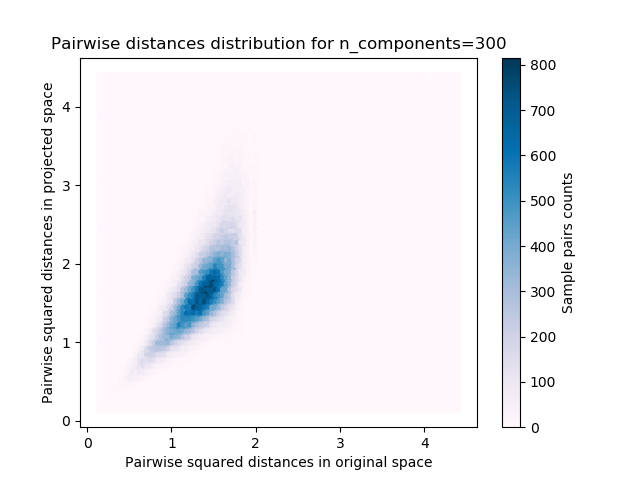 Pairwise distances distribution for n_components=300
Pairwise squared distances in projected space
4
3
2
1
0
0 1 2 3 4
Pairwise squared distances in original space
800
700
600
500
400
300
200
100
0
Sample pairs counts